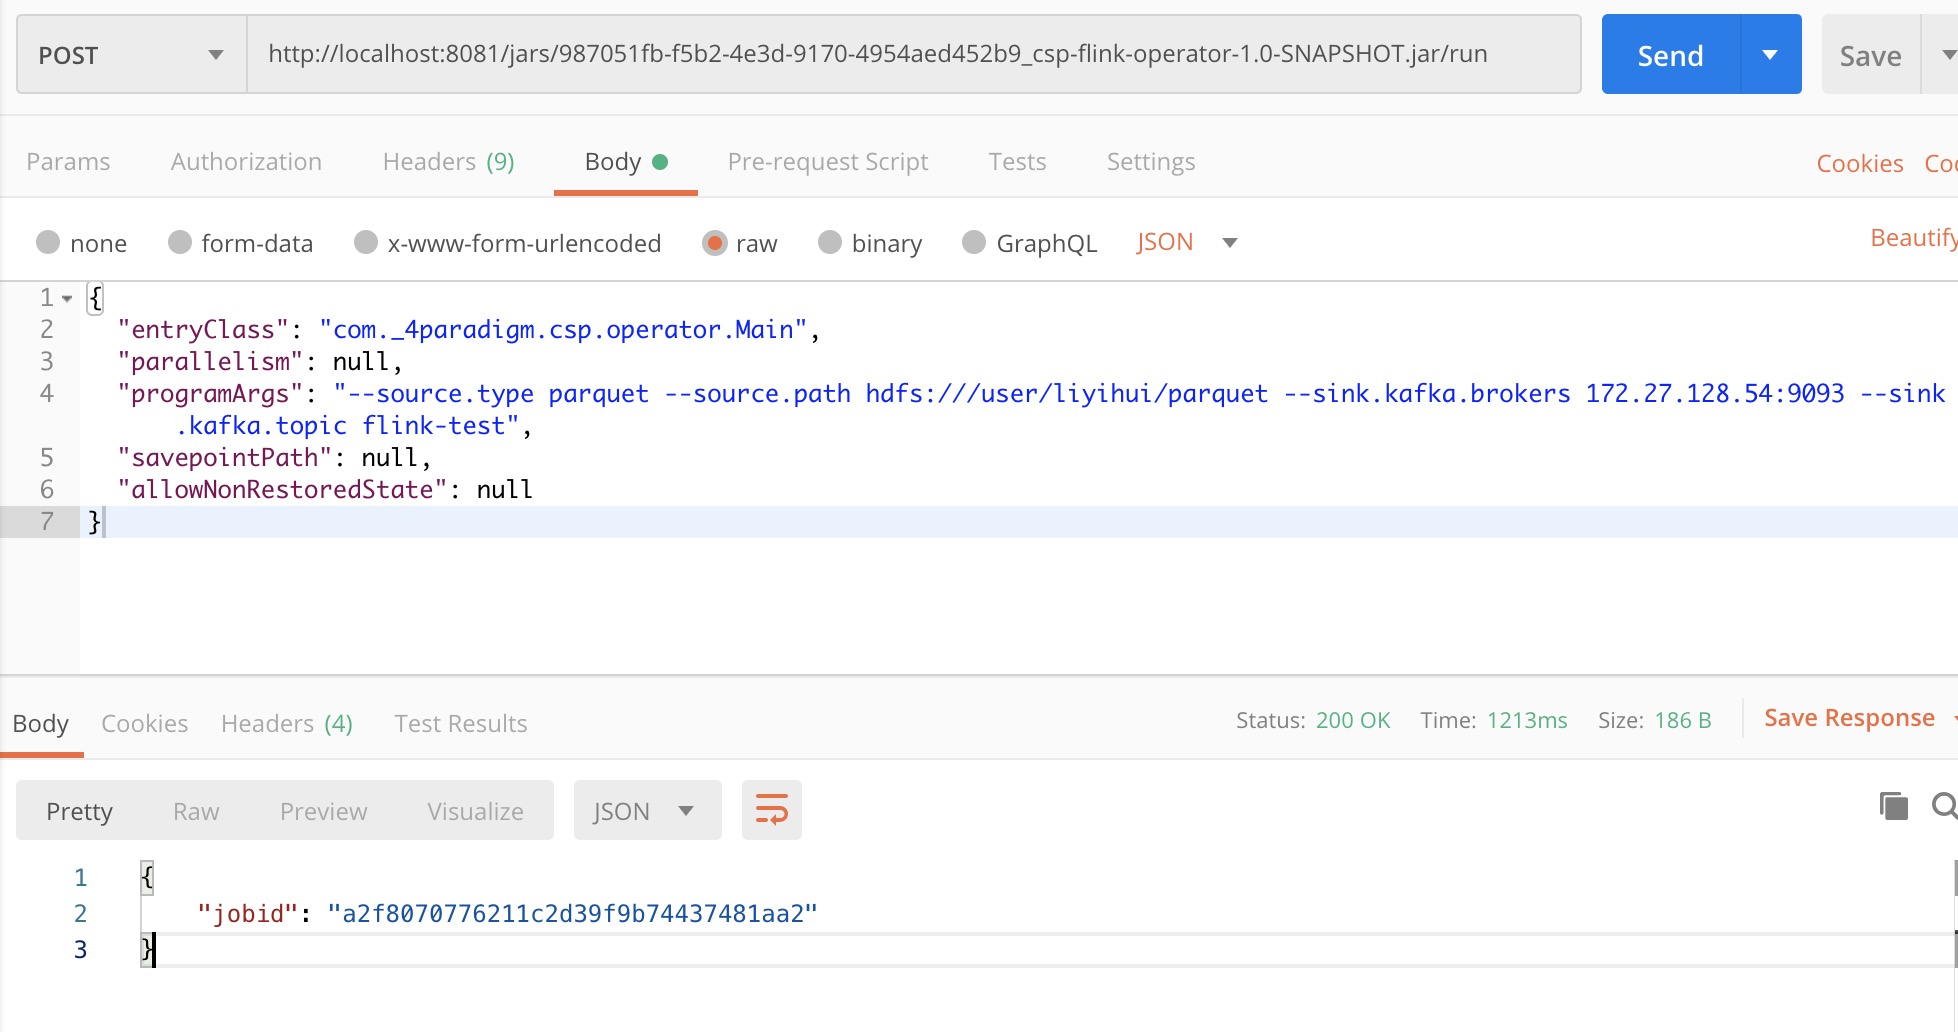 POST http://localhost:8081/jars/987051fb-f5b2-4e3d-9170-4954aed452b9_csp-flink-operator-1.0-SNAPSHOT.jar/run Send Save
Params Authorization Headers (9) Body Pre-request Script Tests Settings Cookies
none form-data x-www-form-urlencoded raw binary GraphQL JSON Beautify
1 {
2 "entryClass": "com._4paradigm.csp.operator.Main",
3 "parallelism": null,
4 "programArgs": "--source.type parquet --source.path hdfs:///user/liyihui/parquet --sink.kafka.brokers 172.27.128.54:9093 --sink
.kafka.topic flink-test",
5 "savepointPath": null,
6 "allowNonRestoredState": null
7 }
Body Cookies Headers (4) Test Results Status: 200 OK Time: 1213ms Size: 186 B Save Response
Pretty Raw Preview Visualize JSON
1 {
2 "jobid": "a2f8070776211c2d39f9b74437481aa2"
3 }